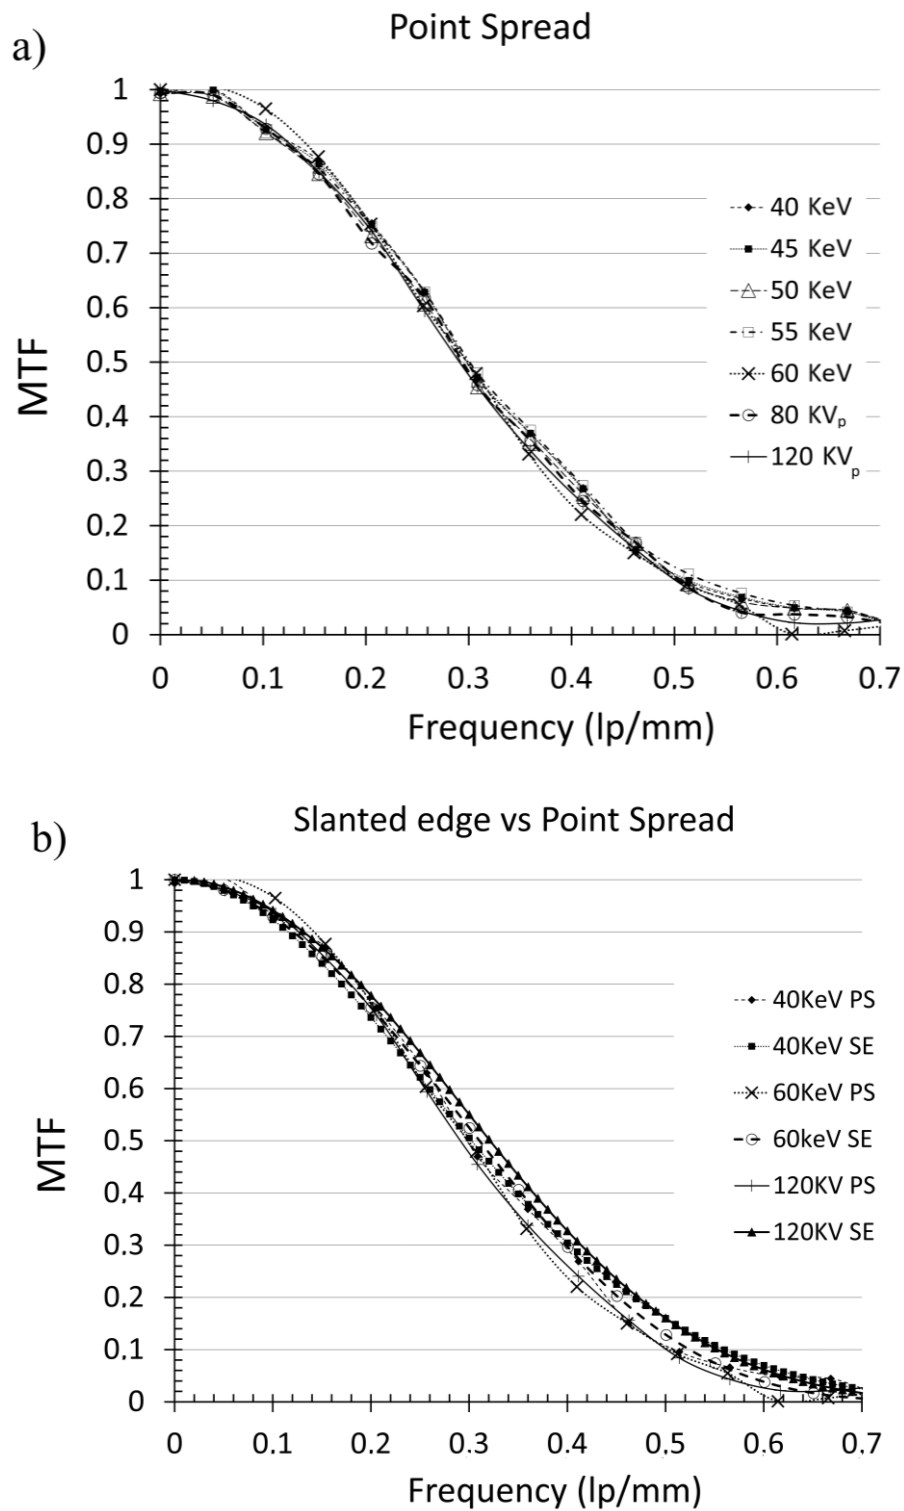 a)
Point Spread
1
0.9
0.8
0.7
0.6
0.5
0.4
0.3
0.2
0.1
0
MTF
40 KeV
45 KeV
50 KeV
55 KeV
60 KeV
80 KVp
120 KVp
0 0.1 0.2 0.3 0.4 0.5 0.6 0.7
Frequency (lp/mm)
b)
Slanted edge vs Point Spread
1
0.9
0.8
0.7
0.6
0.5
0.4
0.3
0.2
0.1
0
MTF
40KeV PS
40KeV SE
60KeV PS
60keV SE
120KV PS
120KV SE
0 0.1 0.2 0.3 0.4 0.5 0.6 0.7
Frequency (lp/mm)